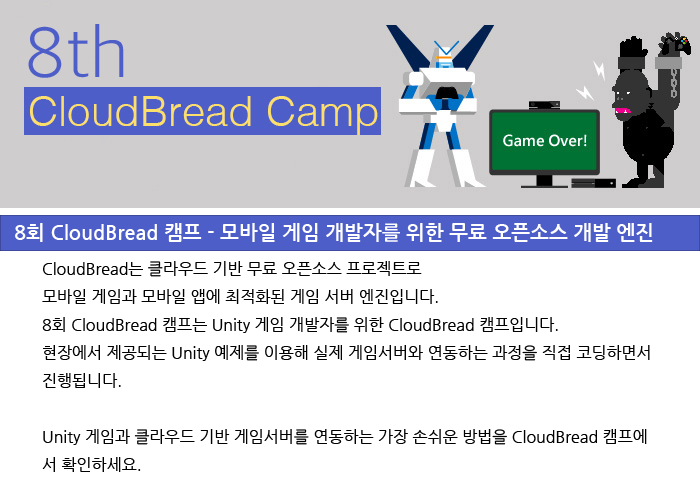 8th
CloudBread Camp
Game Over!
8회 CloudBread 캠프 - 모바일 게임 개발자를 위한 무료 오픈소스 개발 엔진
CloudBread는 클라우드 기반 무료 오픈소스 프로젝트로
모바일 게임과 모바일 앱에 최적화된 게임 서버 엔진입니다.
8회 CloudBread 캠프는 Unity 게임 개발자를 위한 CloudBread 캠프입니다.
현장에서 제공되는 Unity 예제를 이용해 실제 게임서버와 연동하는 과정을 직접 코딩하면서
진행됩니다.
Unity 게임과 클라우드 기반 게임서버를 연동하는 가장 손쉬운 방법을 CloudBread 캠프에
서 확인하세요.